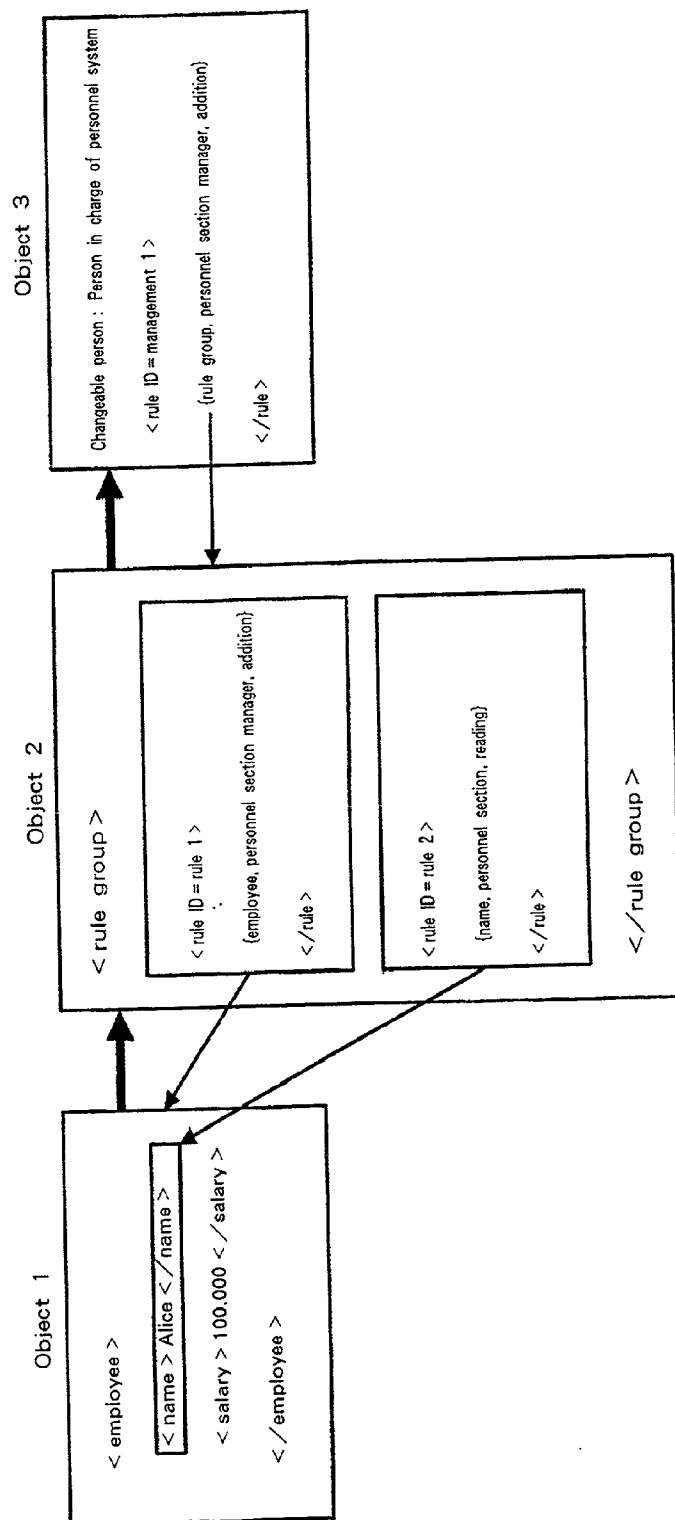 Object 1
< employee >
< name > Alice < /name >
< salary > 100.000 < /salary >
< /employee >
Object 2
< rule group >
< rule ID = rule 1 >
{employee, personnel section manager, addition}
< /rule >
< rule ID = rule 2 >
{name, personnel section, reading}
< /rule >
< /rule group >
Object 3
Changeable person : Person in charge of personnel system
< rule ID = management 1 >
{rule group, personnel section manager, addition}
< /rule >